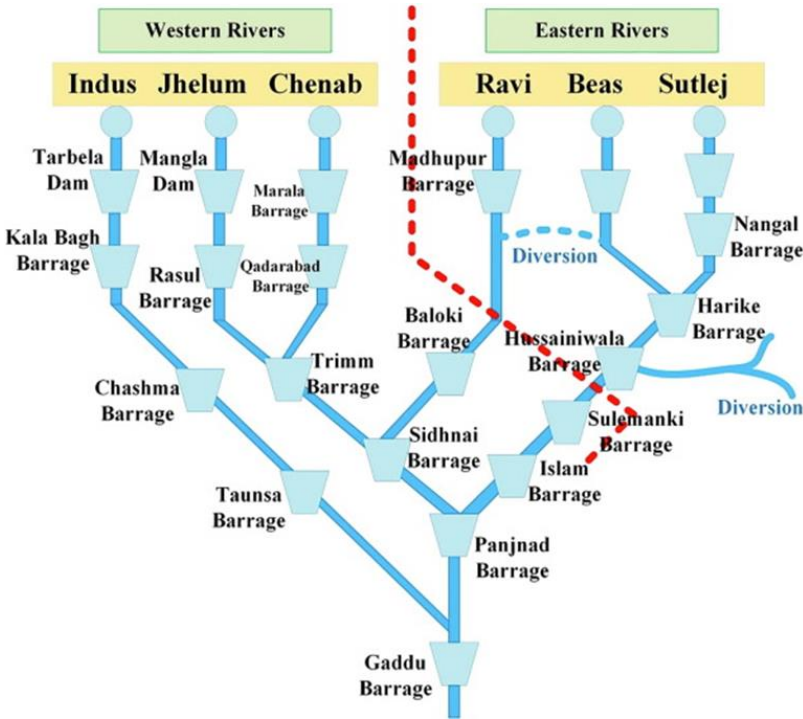 Western Rivers
Eastern Rivers
Indus Jhelum Chenab
Ravi Beas Sutlej
Tarbela
Dam
Mangla
Dam
Marala
Barrage
Madhupur
Barrage
Nangal
Barrage
Kala Bagh
Barrage
Rasul
Barrage
Qadarabad
Barrage
Diversion
Harike
Barrage
Baloki
Barrage
Hussainiwala
Barrage
Chashma
Barrage
Trimm
Barrage
Diversion
Sidhnai
Barrage
Sulemanki
Barrage
Taunsa
Barrage
Islam
Barrage
Panjnad
Barrage
Gaddu
Barrage